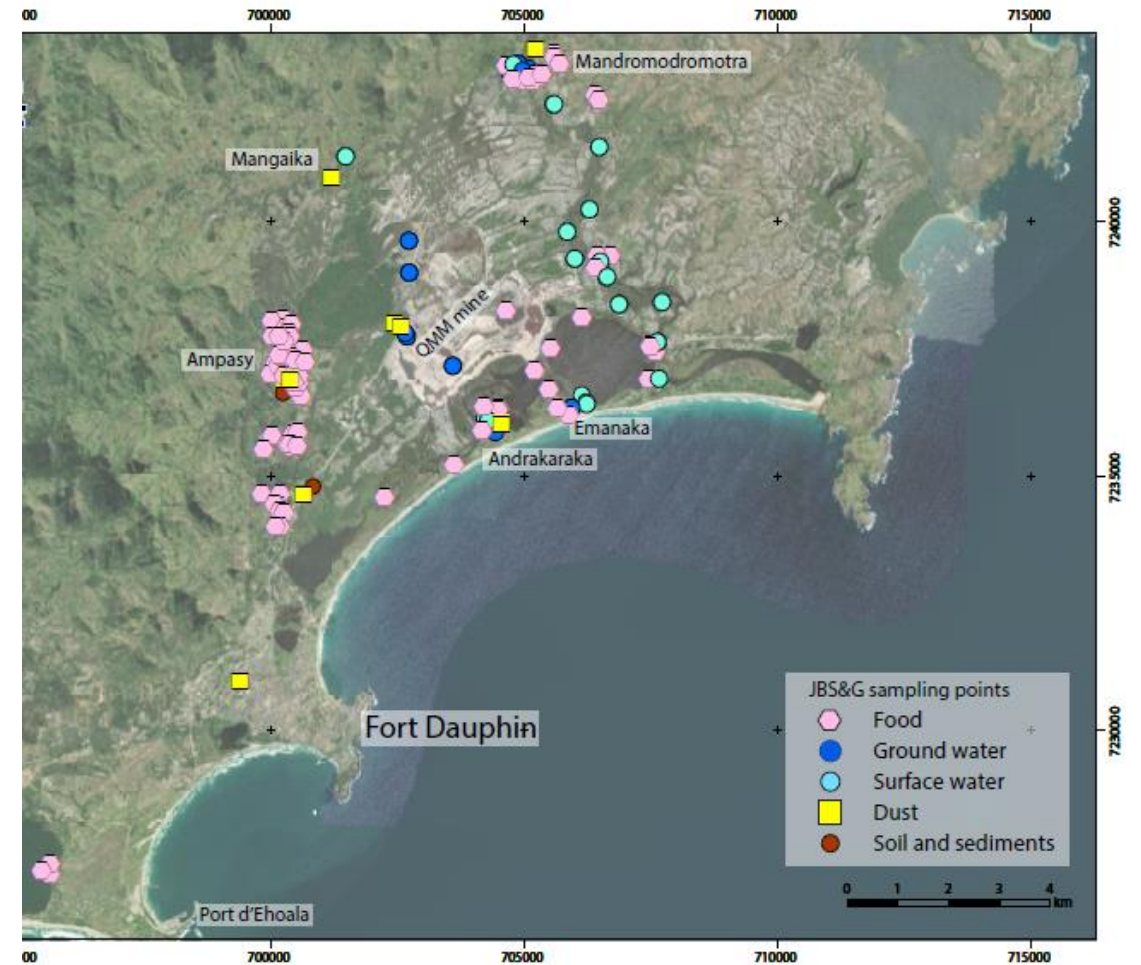 00 700000 705000 710000 715000
Mandromodromotra
Mangaika
7240000
QMM mine
Ampasy
Emanaka
Andrakaraka
7235000
JBS&G sampling points
Food
Fort Dauphin
7230000
Ground water
Surface water
Dust
Soil and sediments
0 1 2 3 4
km
Port d'Ehoala
00 700000 705000 710000 715000